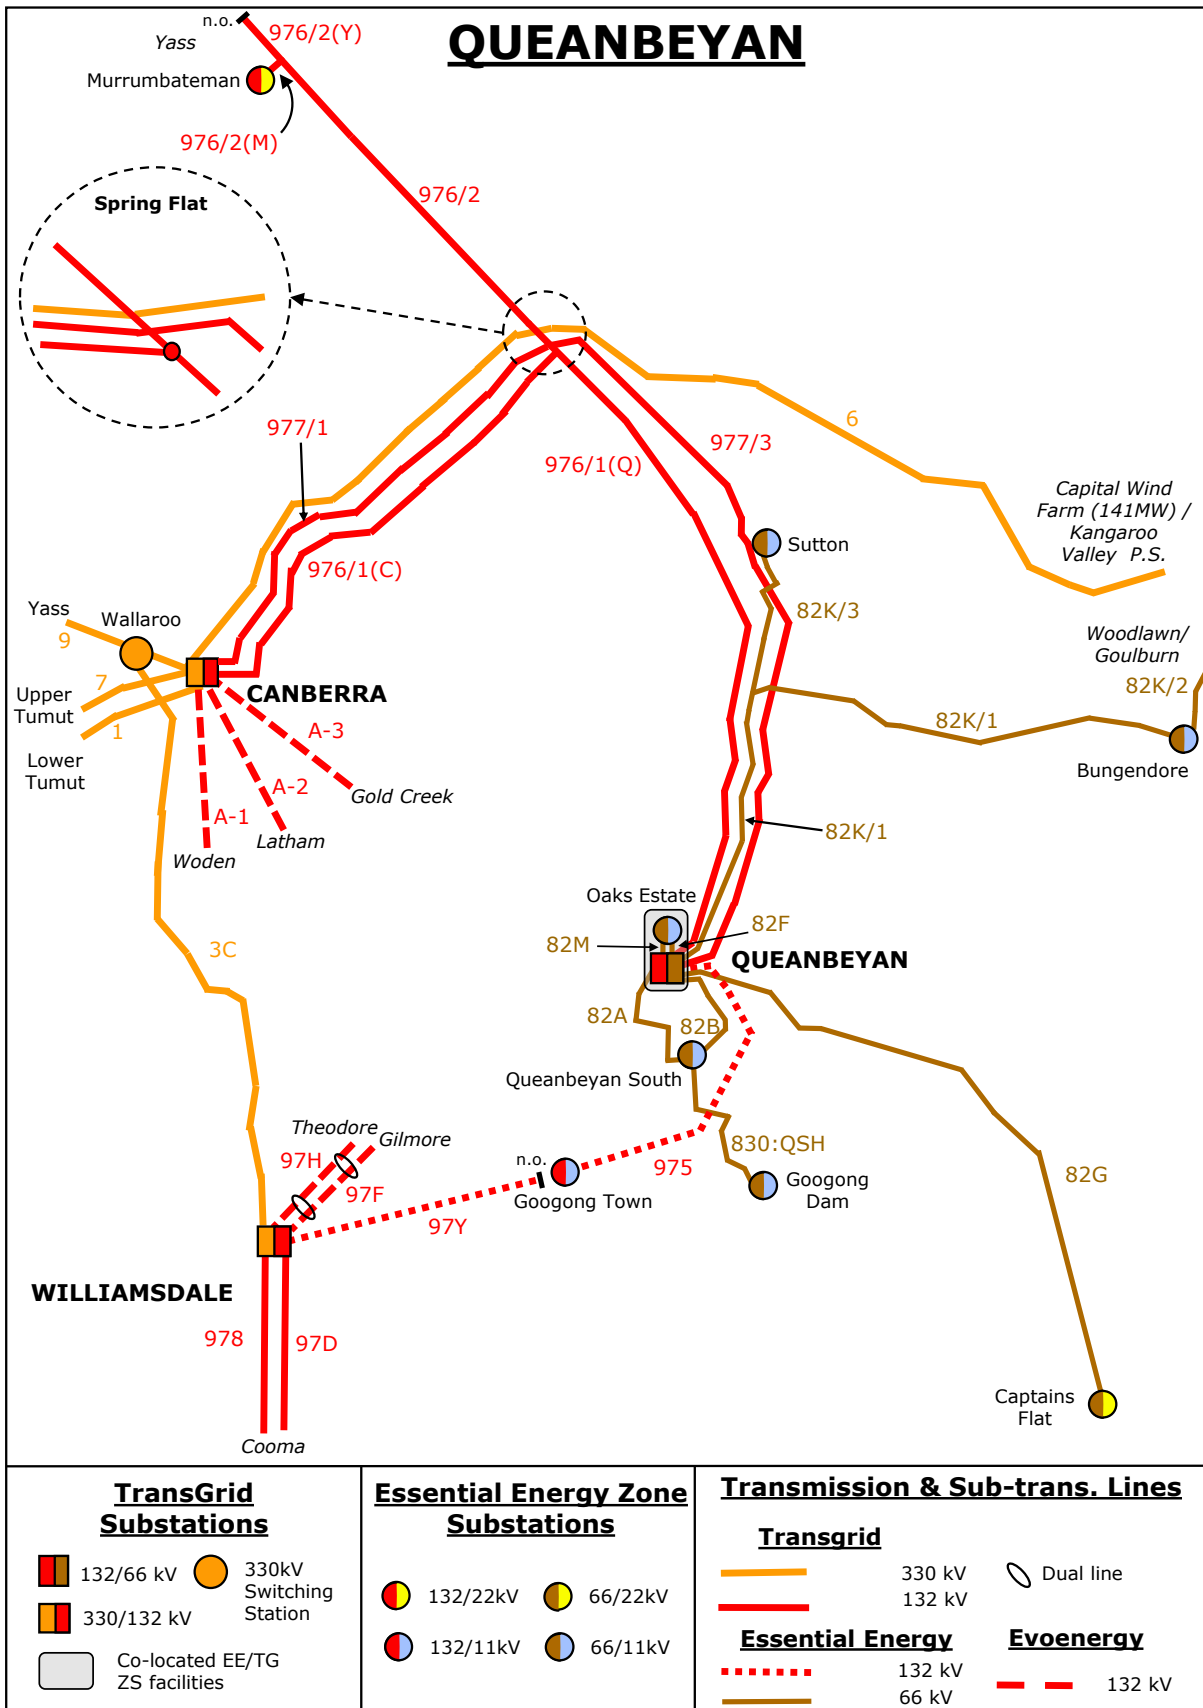 QUEANBEYAN
n.o.
976/2(Y)
Yass
Murrumbateman
976/2(M)
976/2
Spring Flat
977/1
976/1(Q)
977/3
6
Capital Wind
Farm (141MW) /
Kangaroo
Valley P.S.
Sutton
976/1(C)
82K/3
Yass
Wallaroo
9
7
Upper
Tumut
1
CANBERRA
Woodlawn/
Goulburn
82K/2
82K/1
Lower
Tumut
A-3
A-2
A-1
Gold Creek
Latham
Woden
Bungendore
82K/1
Oaks Estate
82F
82M
QUEANBEYAN
3C
82A
82B
Queanbeyan South
Theodore
Gilmore
97H
97F
n.o.
975
830:QSH
Googong Town
Googong
Dam
82G
97Y
WILLIAMSDALE
978
97D
Cooma
Captains
Flat
TransGrid
Substations
132/66 kV
330kV
Switching
Station
330/132 kV
Co-located EE/TG
ZS facilities
Essential Energy Zone
Substations
132/22kV
66/22kV
132/11kV
66/11kV
Transmission & Sub-trans. Lines
Transgrid
330 kV
Dual line
132 kV
Essential Energy
Evoenergy
132 kV
132 kV
66 kV